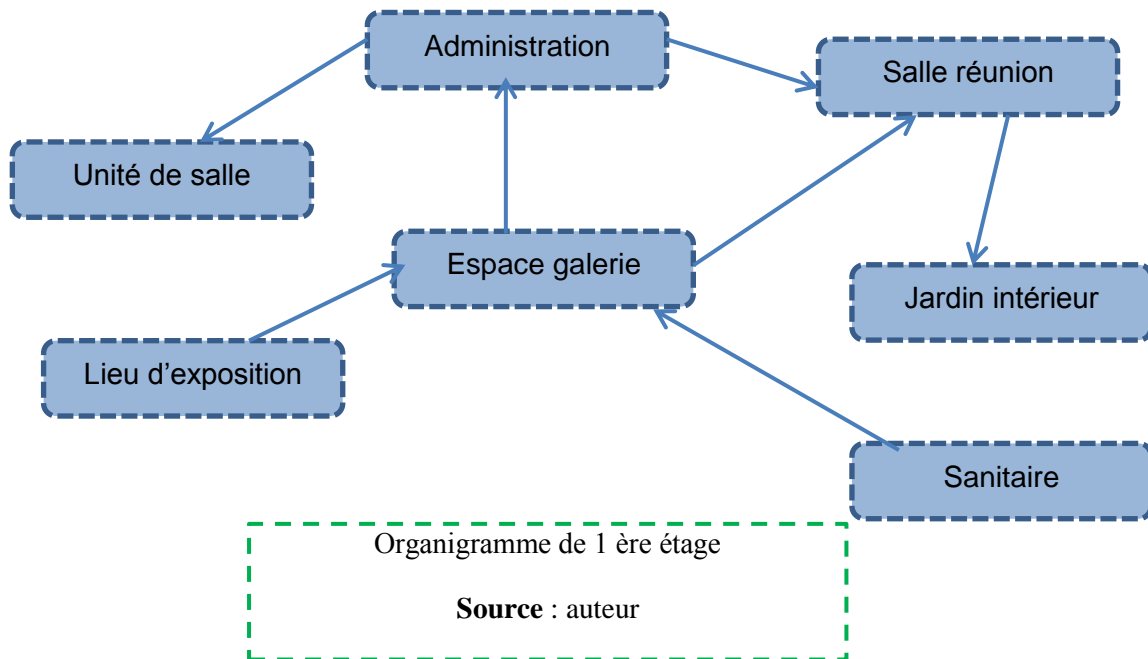 Administration
Salle réunion
Unité de salle
Espace galerie
Jardin intérieur
Lieu d’exposition
Sanitaire
Organigramme de 1 ère étage
Source : auteur